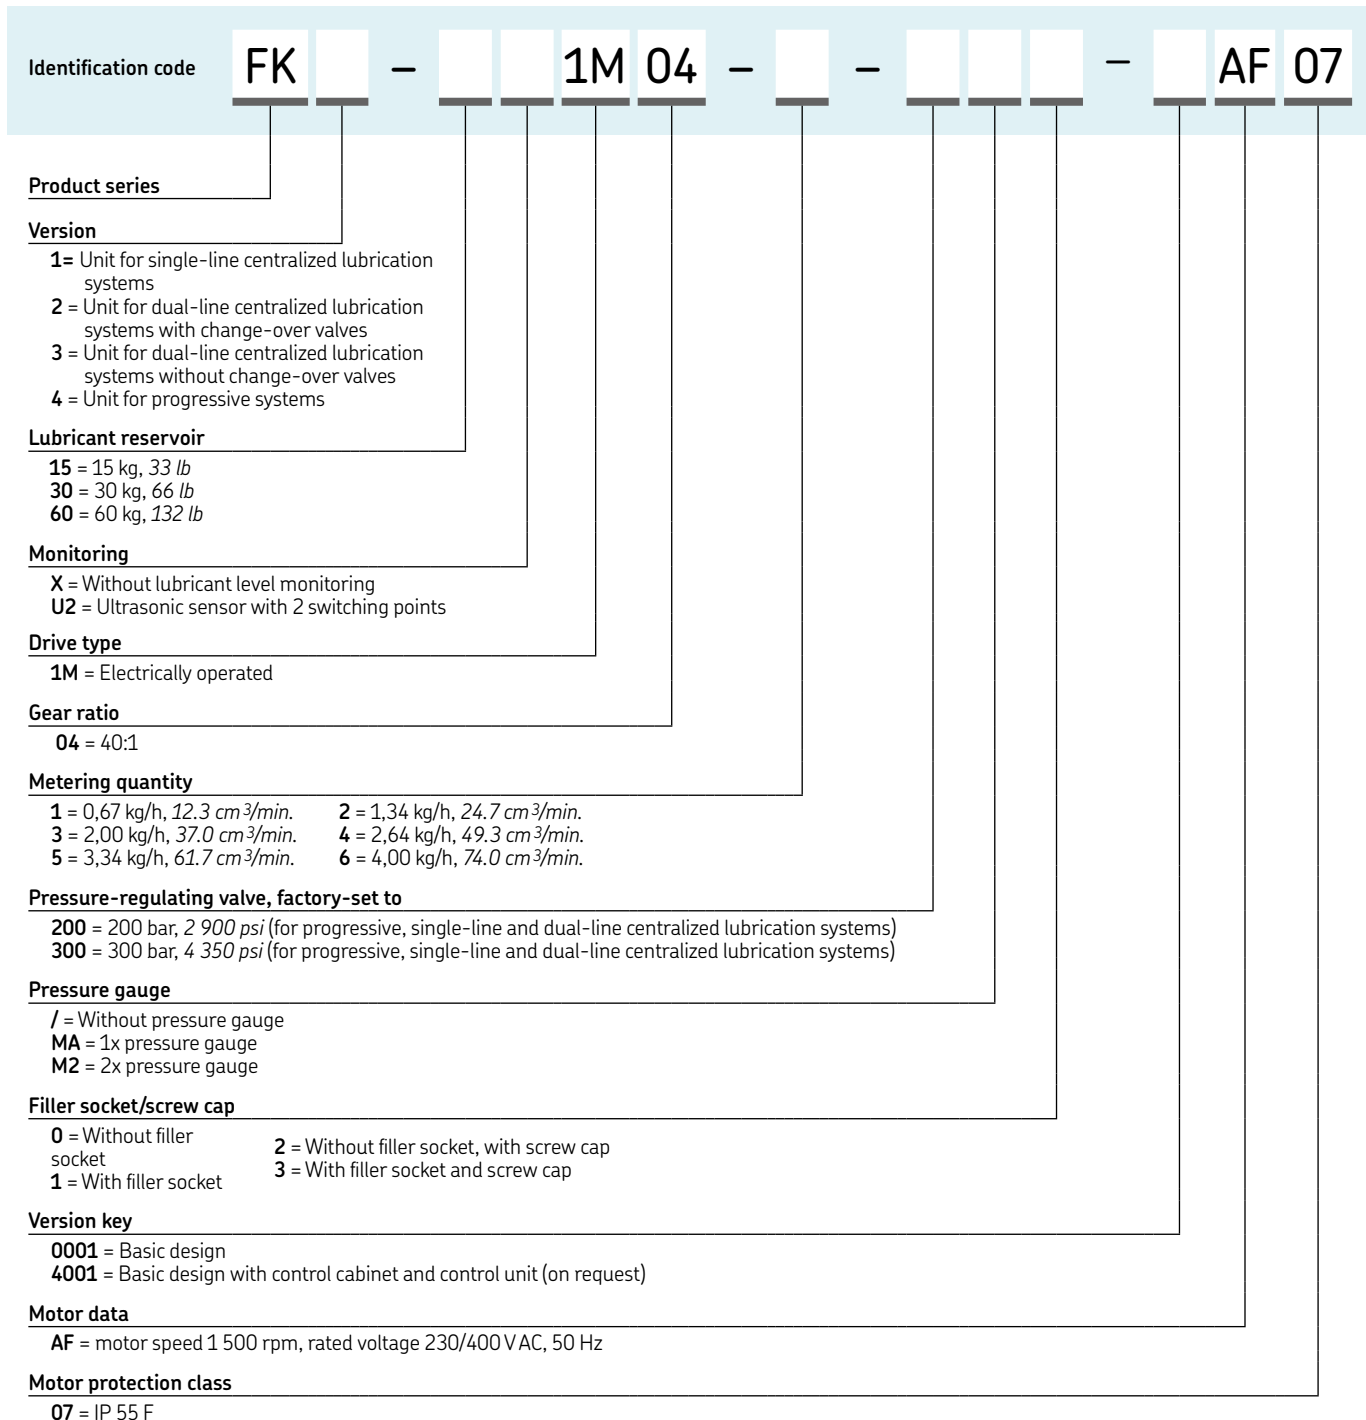 Identification code FK – 1M 04 – – – AF 07
Product series
Version
1= Unit for single-line centralized lubrication
systems
2 = Unit for dual-line centralized lubrication
systems with change-over valves
3 = Unit for dual-line centralized lubrication
systems without change-over valves
4 = Unit for progressive systems
Lubricant reservoir
15 = 15 kg, 33 lb
30 = 30 kg, 66 lb
60 = 60 kg, 132 lb
Monitoring
X = Without lubricant level monitoring
U2 = Ultrasonic sensor with 2 switching points
Drive type
1M = Electrically operated
Gear ratio
04 = 40:1
Metering quantity
1 = 0,67 kg/h, 12.3 cm³/min. 2 = 1,34 kg/h, 24.7 cm³/min.
3 = 2,00 kg/h, 37.0 cm³/min. 4 = 2,64 kg/h, 49.3 cm³/min.
5 = 3,34 kg/h, 61.7 cm³/min. 6 = 4,00 kg/h, 74.0 cm³/min.
Pressure-regulating valve, factory-set to
200 = 200 bar, 2 900 psi (for progressive, single-line and dual-line centralized lubrication systems)
300 = 300 bar, 4 350 psi (for progressive, single-line and dual-line centralized lubrication systems)
Pressure gauge
/ = Without pressure gauge
MA = 1x pressure gauge
M2 = 2x pressure gauge
Filler socket/screw cap
0 = Without filler
socket
1 = With filler socket
2 = Without filler socket, with screw cap
3 = With filler socket and screw cap
Version key
0001 = Basic design
4001 = Basic design with control cabinet and control unit (on request)
Motor data
AF = motor speed 1 500 rpm, rated voltage 230/400 V AC, 50 Hz
Motor protection class
07 = IP 55 F